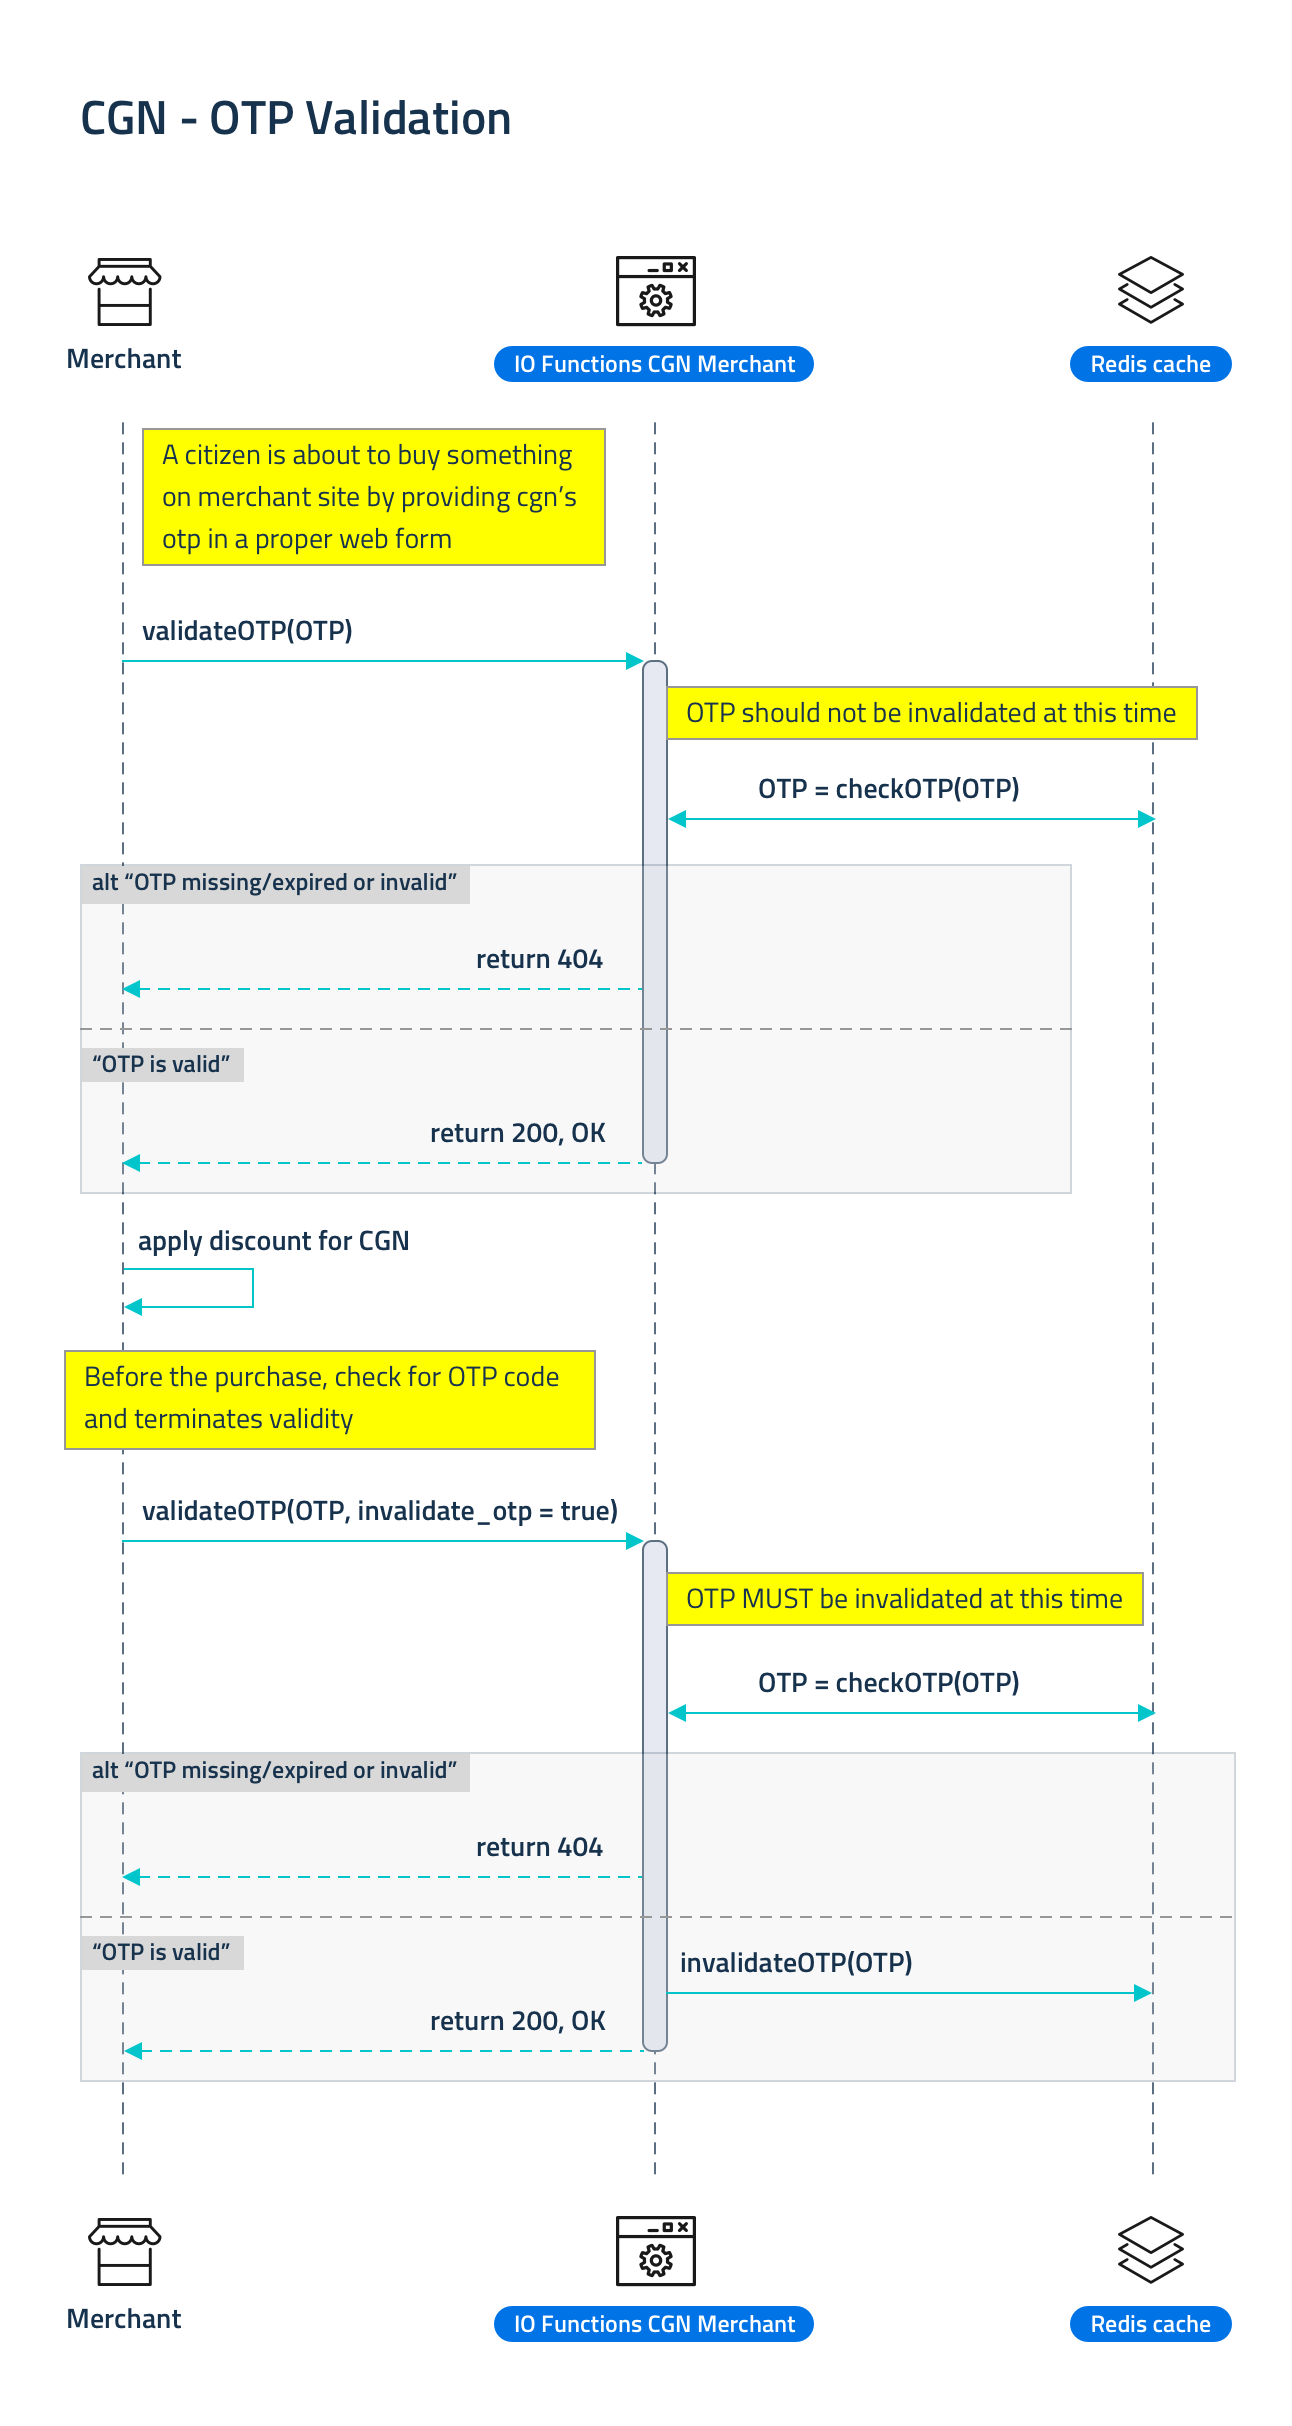 CGN - OTP Validation
Merchant
IO Functions CGN Merchant
Redis cache
A citizen is about to buy something
on merchant site by providing cgn’s
otp in a proper web form
validateOTP(OTP)
OTP should not be invalidated at this time
OTP = checkOTP(OTP)
alt “OTP missing/expired or invalid”
return 404
“OTP is valid”
return 200, OK
apply discount for CGN
Before the purchase, check for OTP code
and terminates validity
validateOTP(OTP, invalidate_otp = true)
OTP MUST be invalidated at this time
OTP = checkOTP(OTP)
alt “OTP missing/expired or invalid”
return 404
“OTP is valid”
invalidateOTP(OTP)
return 200, OK
Merchant
IO Functions CGN Merchant
Redis cache